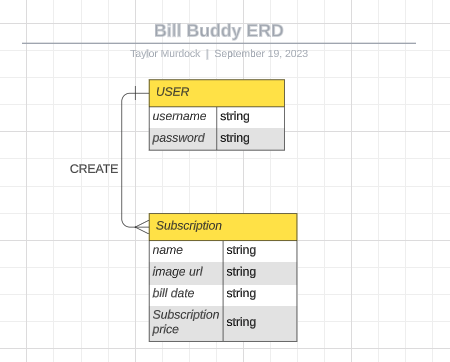 Bill Buddy ERD
Taylor Murdock | September 19, 2023
USER
username string
password string
CREATE
Subscription
name string
image url string
bill date string
Subscription
price string